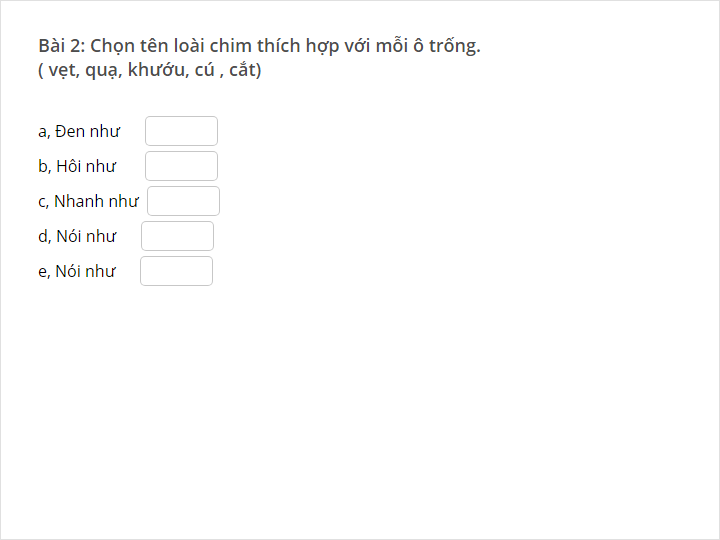 Bài 2: Chọn tên loài chim thích hợp với mỗi ô trống.
( vẹt, quạ, khướu, cú , cắt)
a, Đen như
b, Hôi như
c, Nhanh như
d, Nói như
e, Nói như